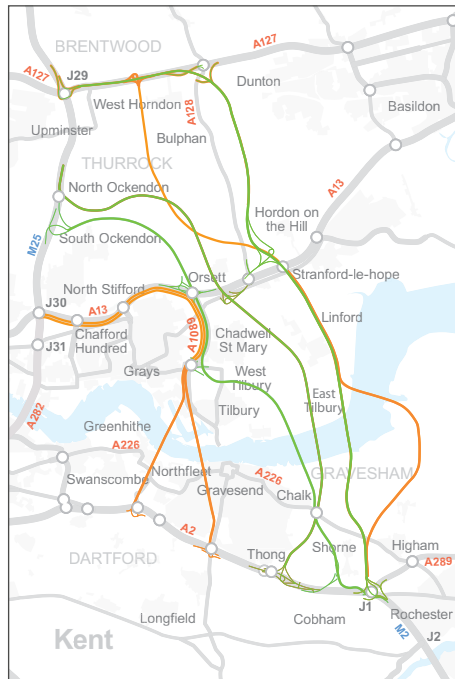 BRENTWOOD
A127
J29
A127
Dunton
West Horndon
A128
Basildon
Upminster
Bulphan
THURROCK
A13
North Ockendon
Hordon on
the Hill
M25
South Ockendon
Stranford-le-hope
North Stifford
Orsett
J30
A13
Linford
Chafford
Hundred
A1089
Chadwell
St Mary
J31
Grays
West
Tilbury
East
Tilbury
A282
Tilbury
Greenhithe
A226
Northfleet
A226
GRAVESHAM
Swanscombe
Gravesend
Chalk
A2
Shorne
Higham
DARTFORD
Thong
A289
J1
Rochester
Longfield
Cobham
M2
J2
Kent